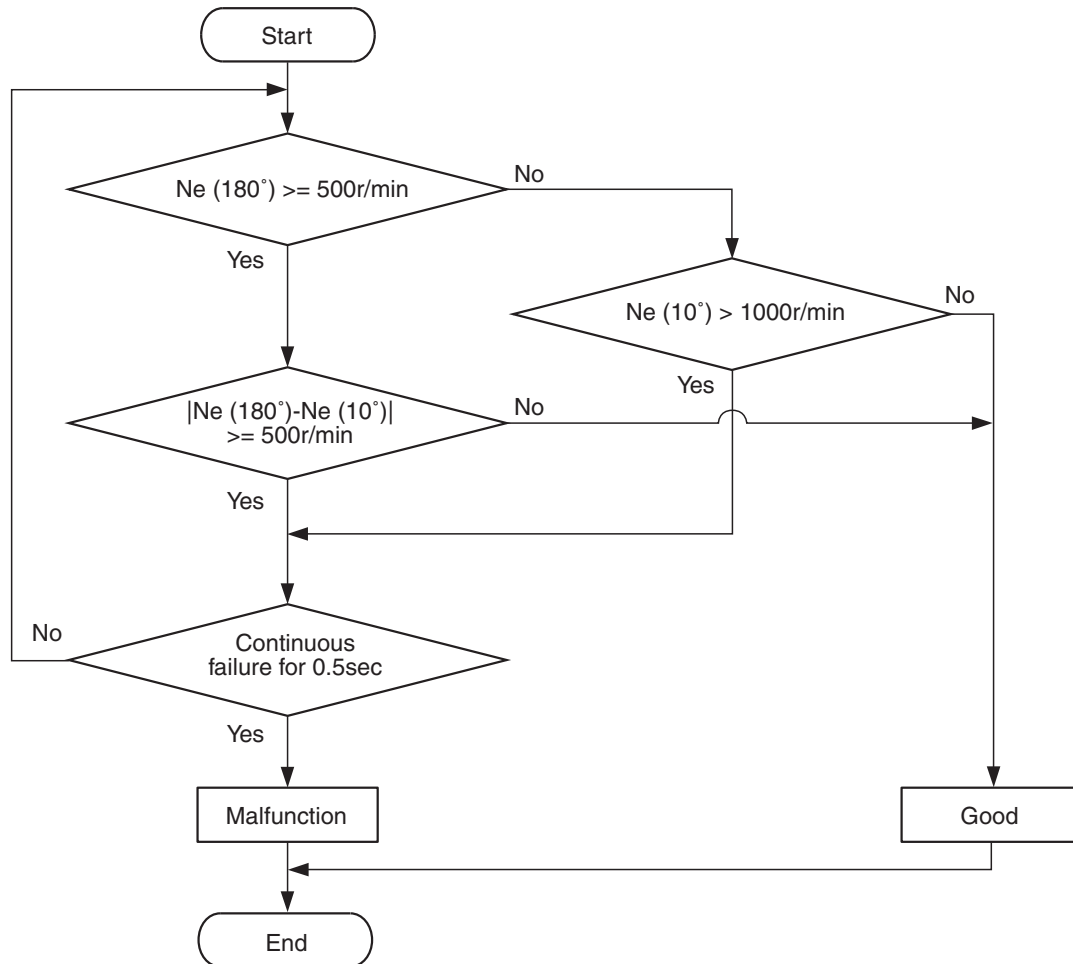 Start
Ne (180°) >= 500r/min
No
Yes
Ne (10°) > 1000r/min
No
Yes
|Ne (180°)-Ne (10°)|
>= 500r/min
No
Yes
Continuous
failure for 0.5sec
No
Yes
Malfunction
Good
End